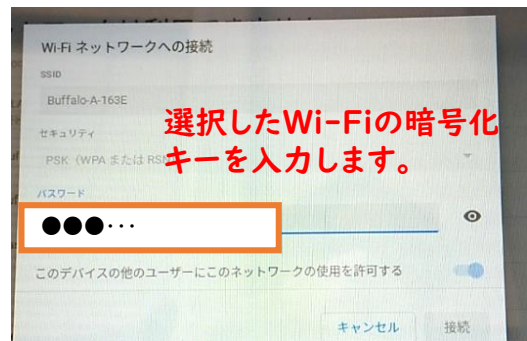 Wi-Fi ネットワークへの接続
SSID
Buffalo-A-163E
選択したWi-Fiの暗号化
セキュリティ
キーを入力します。
PSK（WPA または RSN
パスワード
●●●･･･
このデバイスの他のユーザーにこのネットワークの使用を許可する
キャンセル
接続